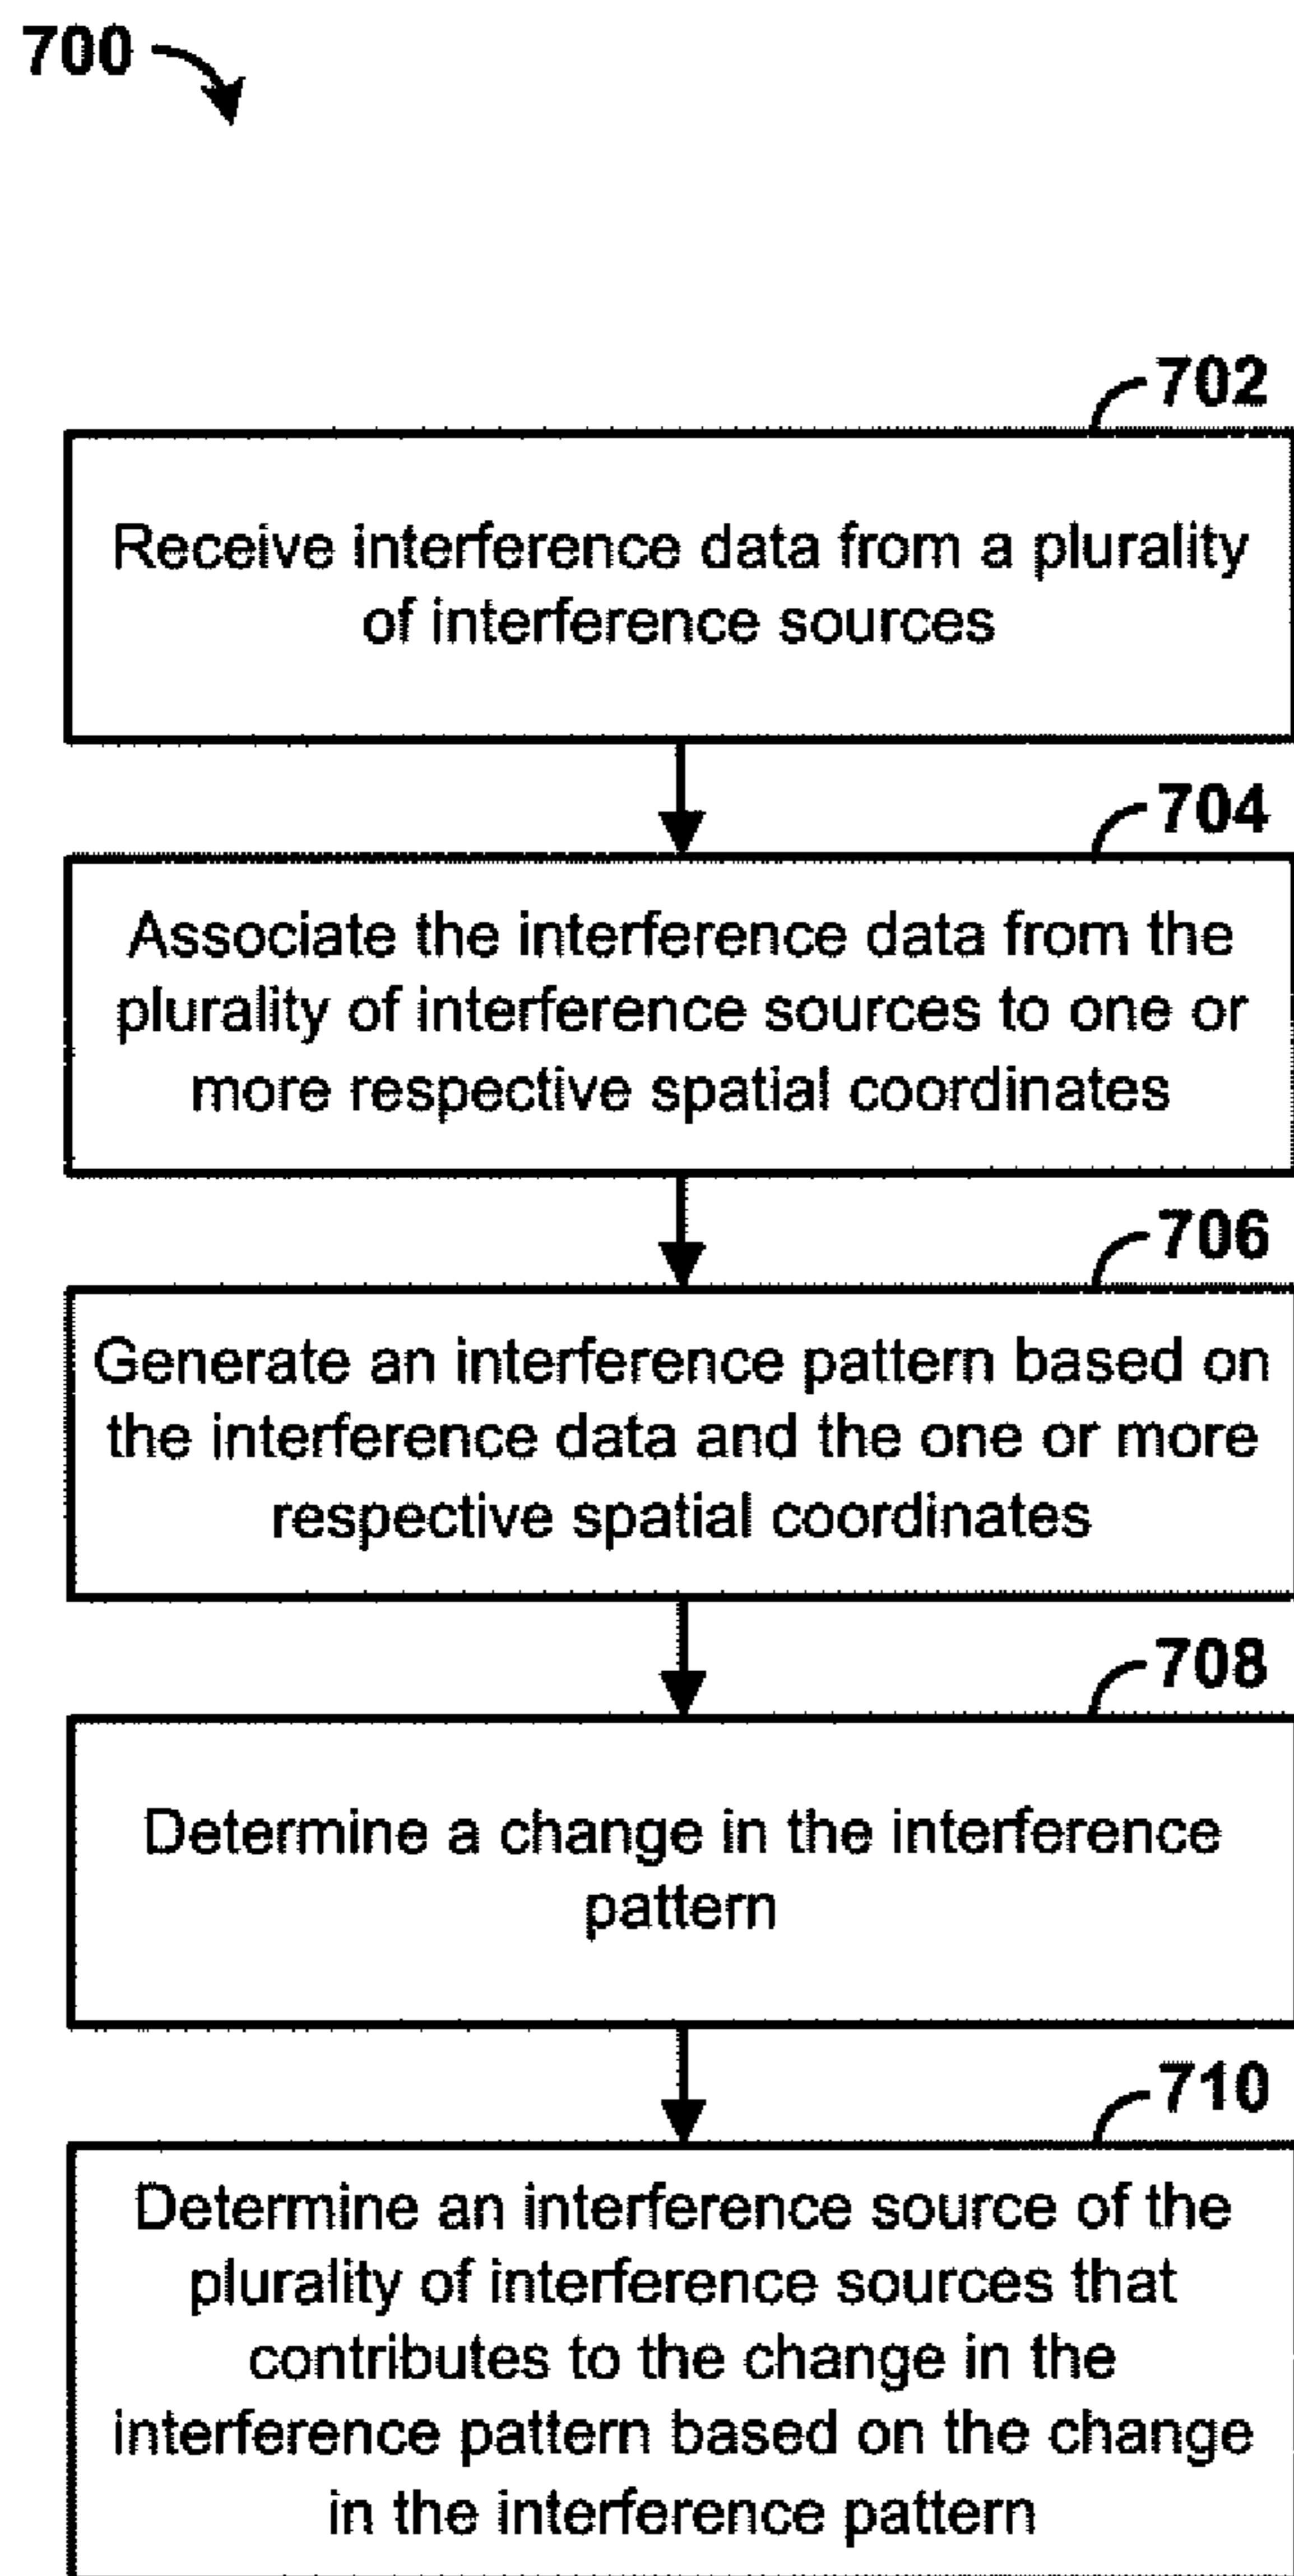 700
702
Receive interference data from a plurality
of interference sources
704
Associate the interference data from the
plurality of interference sources to one or
more respective spatial coordinates
706
Generate an interference pattern based on
the interference data and the one or more
respective spatial coordinates
708
Determine a change in the interference
pattern
710
Determine an interference source of the
plurality of interference sources that
contributes to the change in the
interference pattern based on the change
in the interference pattern